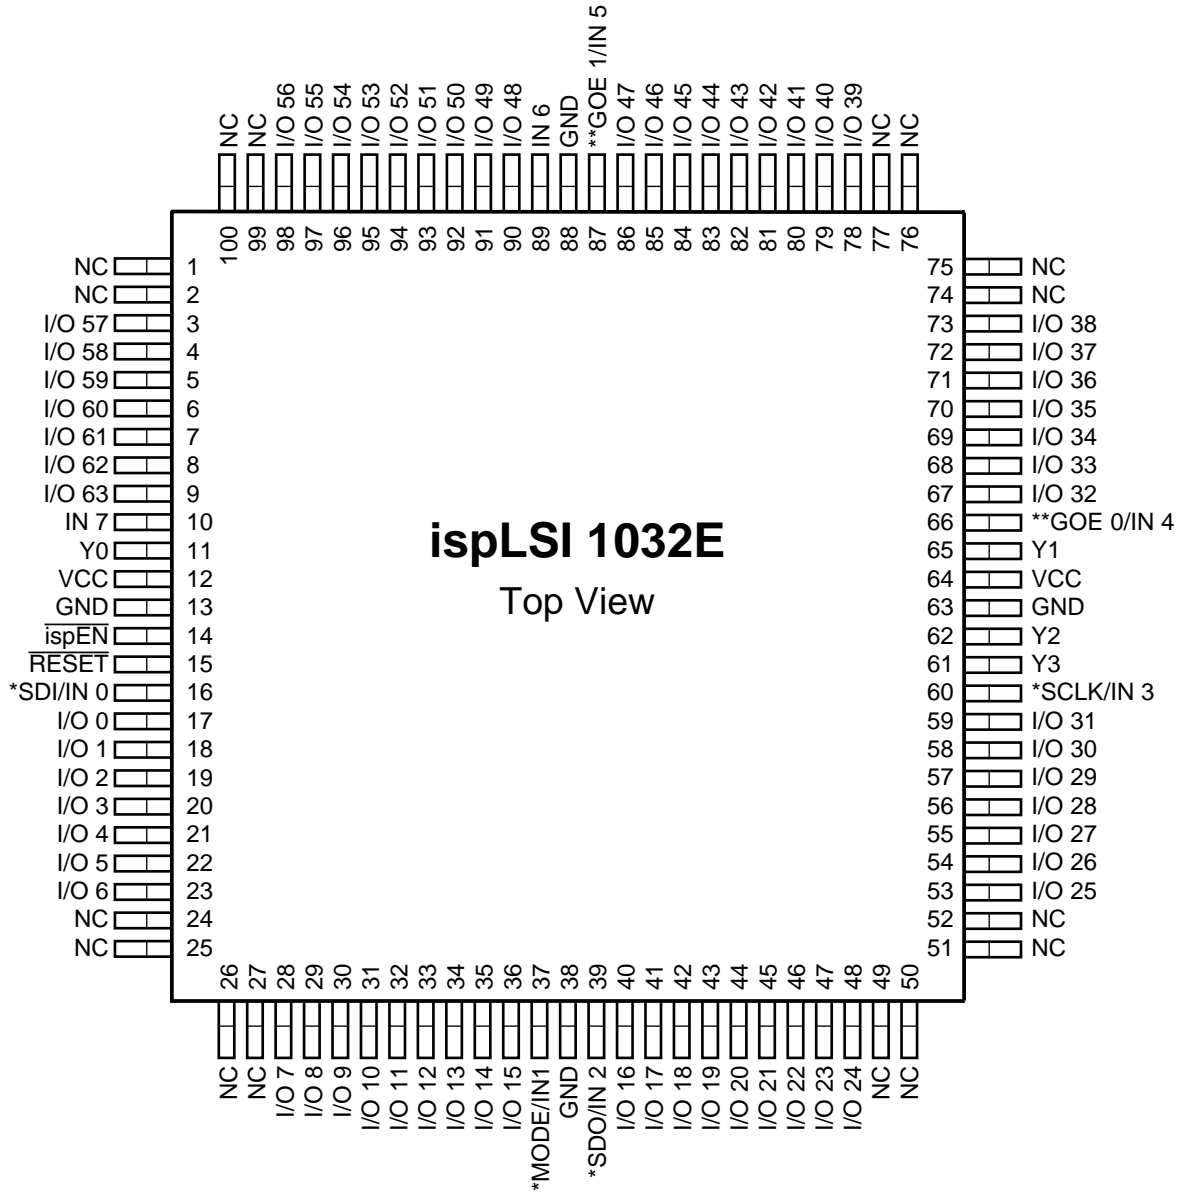 **GOE 1/IN 5
NC
NC
I/O 56
I/O 55
I/O 54
I/O 53
I/O 52
I/O 51
I/O 50
I/O 49
I/O 48
IN 6
GND
I/O 47
I/O 46
I/O 45
I/O 44
I/O 43
I/O 42
I/O 41
I/O 40
I/O 39
NC
NC
100
99
98
97
96
95
94
93
92
91
90
89
88
87
86
85
84
83
82
81
80
79
78
77
76
NC 1
NC 2
I/O 57 3
I/O 58 4
I/O 59 5
I/O 60 6
I/O 61 7
I/O 62 8
I/O 63 9
IN 7 10
Y0 11
VCC 12
GND 13
ispEN 14
RESET 15
*SDI/IN 0 16
I/O 0 17
I/O 1 18
I/O 2 19
I/O 3 20
I/O 4 21
I/O 5 22
I/O 6 23
NC 24
NC 25
ispLSI 1032E
Top View
75 NC
74 NC
73 I/O 38
72 I/O 37
71 I/O 36
70 I/O 35
69 I/O 34
68 I/O 33
67 I/O 32
66 **GOE 0/IN 4
65 Y1
64 VCC
63 GND
62 Y2
61 Y3
60 *SCLK/IN 3
59 I/O 31
58 I/O 30
57 I/O 29
56 I/O 28
55 I/O 27
54 I/O 26
53 I/O 25
52 NC
51 NC
26
27
28
29
30
31
32
33
34
35
36
37
38
39
40
41
42
43
44
45
46
47
48
49
50
NC
NC
I/O 7
I/O 8
I/O 9
I/O 10
I/O 11
I/O 12
I/O 13
I/O 14
I/O 15
*MODE/IN1
GND
*SDO/IN 2
I/O 16
I/O 17
I/O 18
I/O 19
I/O 20
I/O 21
I/O 22
I/O 23
I/O 24
NC
NC